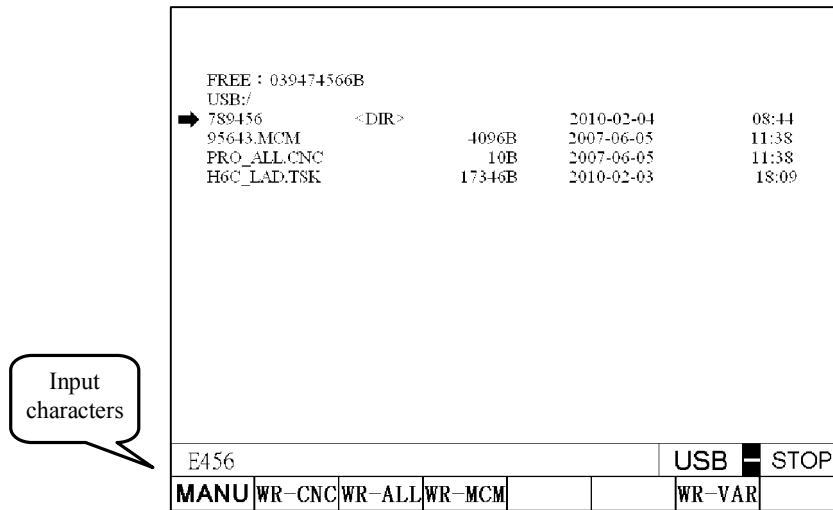 FREE：039474566B
USB:/
789456 <DIR> 2010-02-04 08:44
95643.MCM 4096B 2007-06-05 11:38
PRO_ALL.CNC 10B 2007-06-05 11:38
H6C_LAD.TSK 17346B 2010-02-03 18:09
Input
characters
E456 USB - STOP
MANU WR-CNC WR-ALL WR-MCM WR-VAR